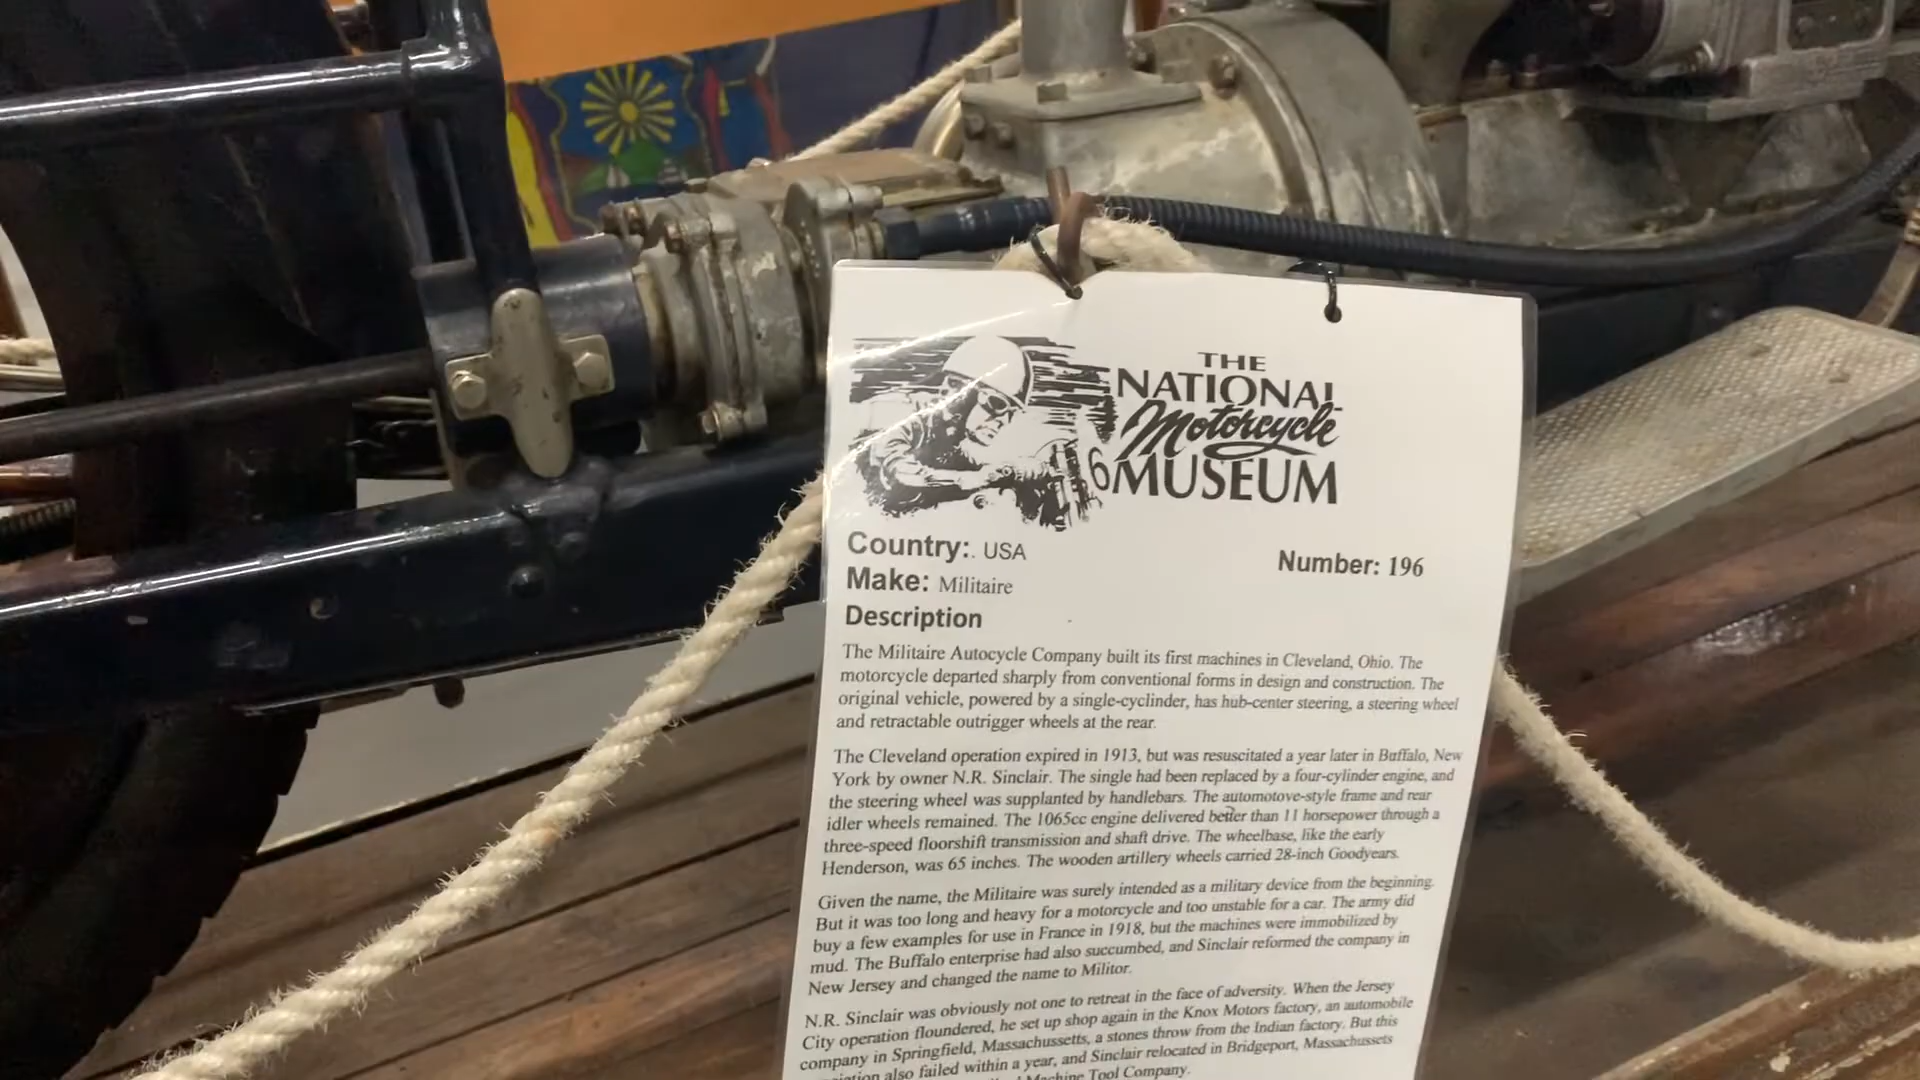 THE
NATIONAL
Motorcycle
MUSEUM
Country:. USA
Number: 196
Make: Militaire
Description
The Militaire Autocycle Company built its first machines in Cleveland, Ohio. The
motorcycle departed sharply from conventional forms in design and construction. The
original vehicle, powered by a single-cyclinder, has hub-center steering, a steering wheel
and retractable outrigger wheels at the rear.
The Cleveland operation expired in 1913, but was resuscitated a year later in Buffalo, New
York by owner N.R. Sinclair. The single had been replaced by a four-cylinder engine, and
the steering wheel was supplanted by handlebars. The automotove-style frame and rear
idler wheels remained. The 1065cc engine delivered better than 11 horsepower through a
three-speed floorshift transmission and shaft drive. The wheelbase, like the early
Henderson, was 65 inches. The wooden artillery wheels carried 28-inch Goodyears.
Given the name, the Militaire was surely intended as a military device from the beginning.
But it was too long and heavy for a motorcycle and too unstable for a car. The army did
buy a few examples for use in France in 1918, but the machines were immobilized by
mud. The Buffalo enterprise had also succumbed, and Sinclair reformed the company in
New Jersey and changed the name to Militor.
N.R. Sinclair was obviously not one to retreat in the face of adversity. When the Jersey
City operation floundered, he set up shop again in the Knox Motors factory, an automobile
company in Springfield, Massachussetts, a stones throw from the Indian factory. But this
also failed within a year, and Sinclair relocated in Bridgeport, Massachussets
Machine Tool Company.